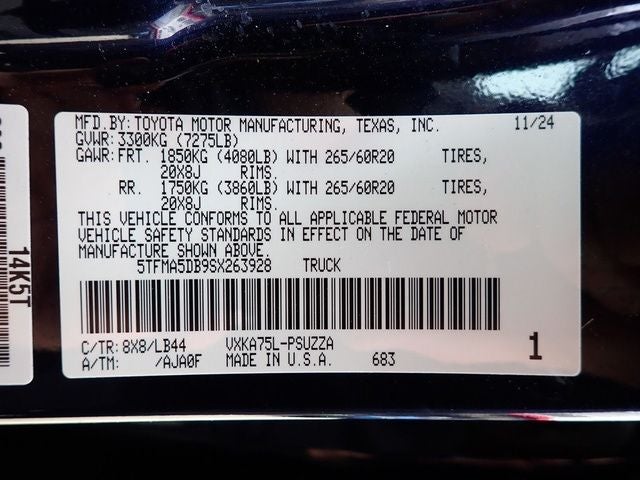 MFD.BY: TOYOTA MOTOR MANUFACTURING, TEXAS, INC. 11/24
GVWR: 3300KG (7275LB)
GAWR: FRT. 1850KG (4080LB) WITH 265/60R20 TIRES,
20X8J RIMS.
RR. 1750KG (3860LB) WITH 265/60R20 TIRES,
20X8J RIMS.
THIS VEHICLE CONFORMS TO ALL APPLICABLE FEDERAL MOTOR
VEHICLE SAFETY STANDARDS IN EFFECT ON THE DATE OF
MANUFACTURE SHOWN ABOVE.
5TFMA5DB9SX263928 TRUCK
C/TR: 8X8/LB44 VXKA75L-PSUZZA
A/TM: /AJA0F MADE IN U.S.A. 683
1
14K5T